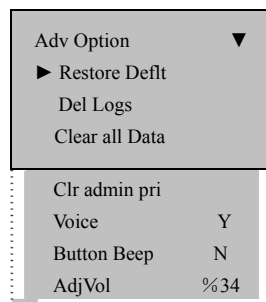 Adv Option ▼
► Restore Deflt
Del Logs
Clear all Data
Clr admin pri
Voice Y
Button Beep N
AdjVol %34